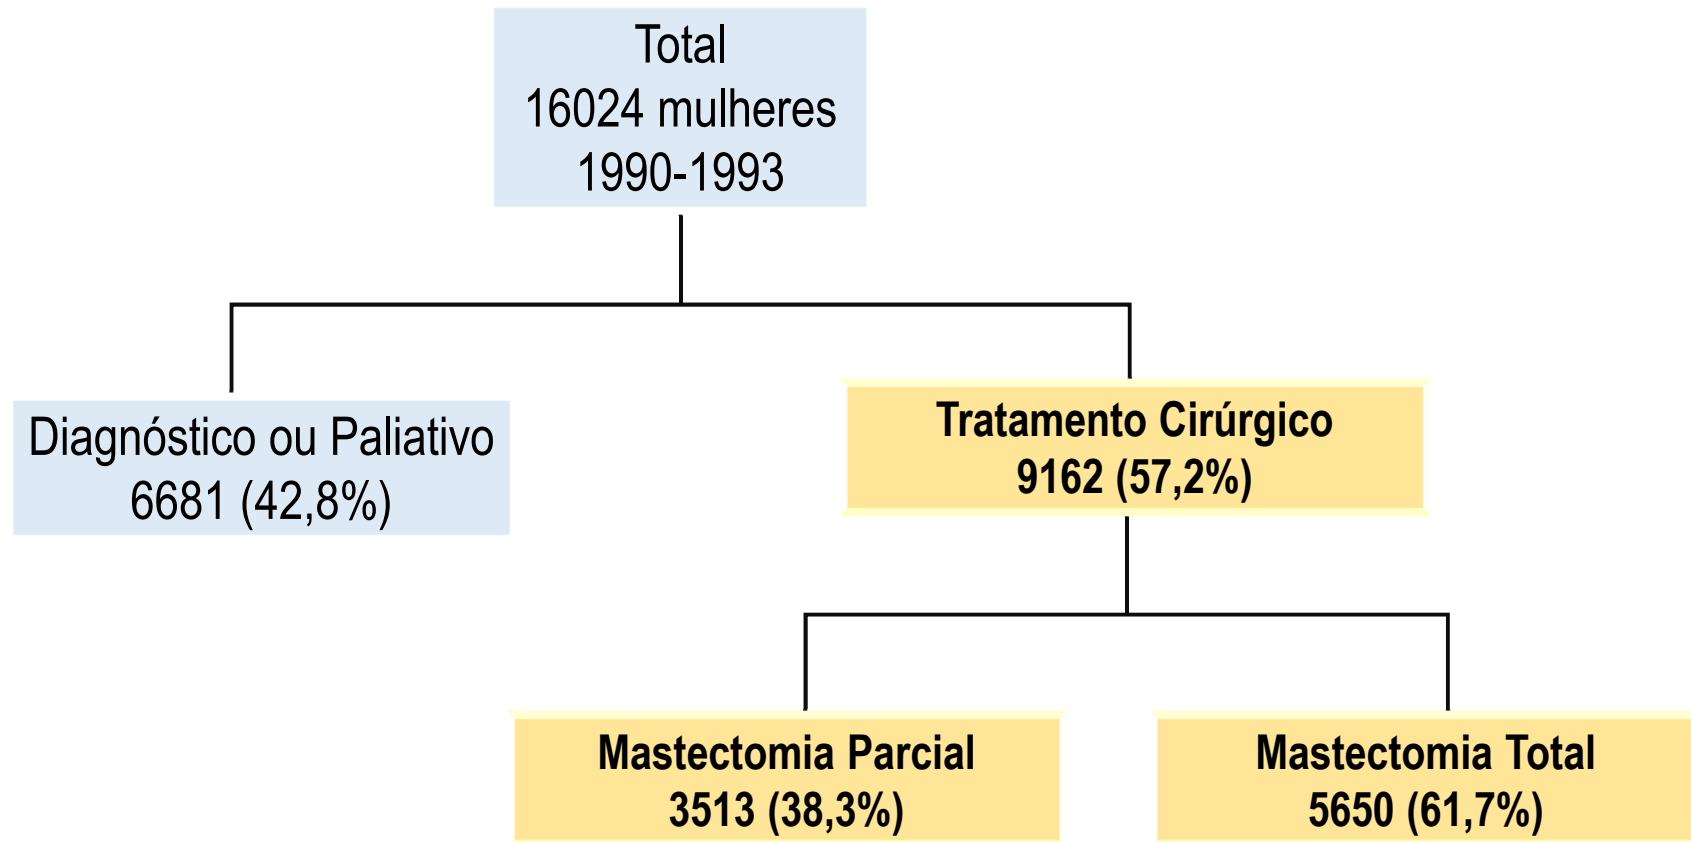 Total
16024 mulheres
1990-1993
Diagnóstico ou Paliativo
6681 (42,8%)
Tratamento Cirúrgico
9162 (57,2%)
Mastectomia Parcial
3513 (38,3%)
Mastectomia Total
5650 (61,7%)